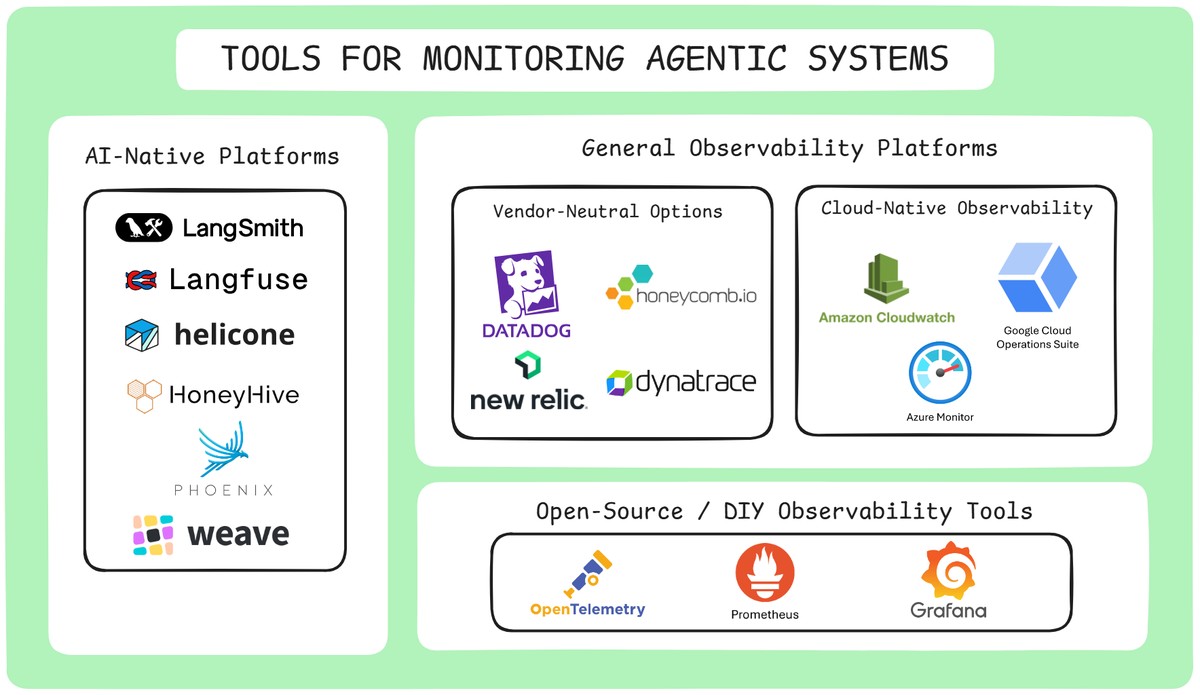 TOOLS FOR MONITORING AGENTIC SYSTEMS
AI-Native Platforms
LangSmith
Langfuse
helicone
HoneyHive
PHOENIX
weave
General Observability Platforms
Vendor-Neutral Options
DATADOG
honeycomb.io
new relic.
dynatrace
Cloud-Native Observability
Amazon Cloudwatch
Google Cloud
Operations Suite
Azure Monitor
Open-Source / DIY Observability Tools
OpenTelemetry
Prometheus
Grafana